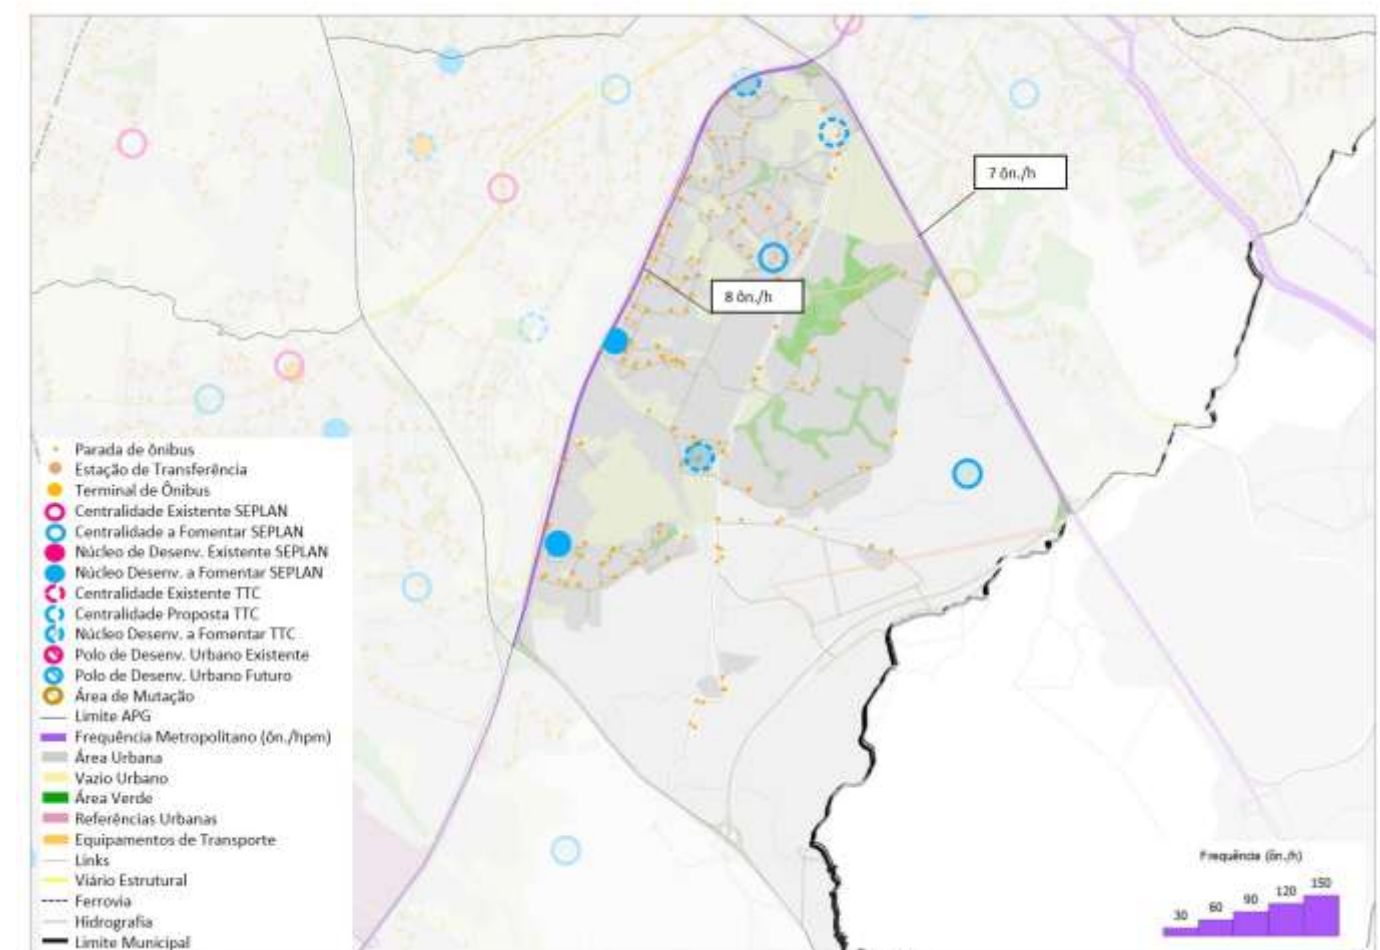 7 ôn./h
8 ôn./h
Parada de ônibus
Estação de Transferência
Terminal de Ônibus
Centralidade Existente SEPLAN
Centralidade a Fomentar SEPLAN
Núcleo de Desenv. Existente SEPLAN
Núcleo Desenv. a Fomentar SEPLAN
Centralidade Existente TTC
Centralidade Proposta TTC
Núcleo Desenv. a Fomentar TTC
Polo de Desenv. Urbano Existente
Polo de Desenv. Urbano Futuro
Área de Mutação
Limite APG
Frequência Metropolitano (ôn./hpm)
Área Urbana
Vazio Urbano
Área Verde
Referências Urbanas
Equipamentos de Transporte
Links
Viário Estrutural
Ferrovia
Hidrografia
Limite Municipal
Frequência (ôn./h)
30 60 90 120 150